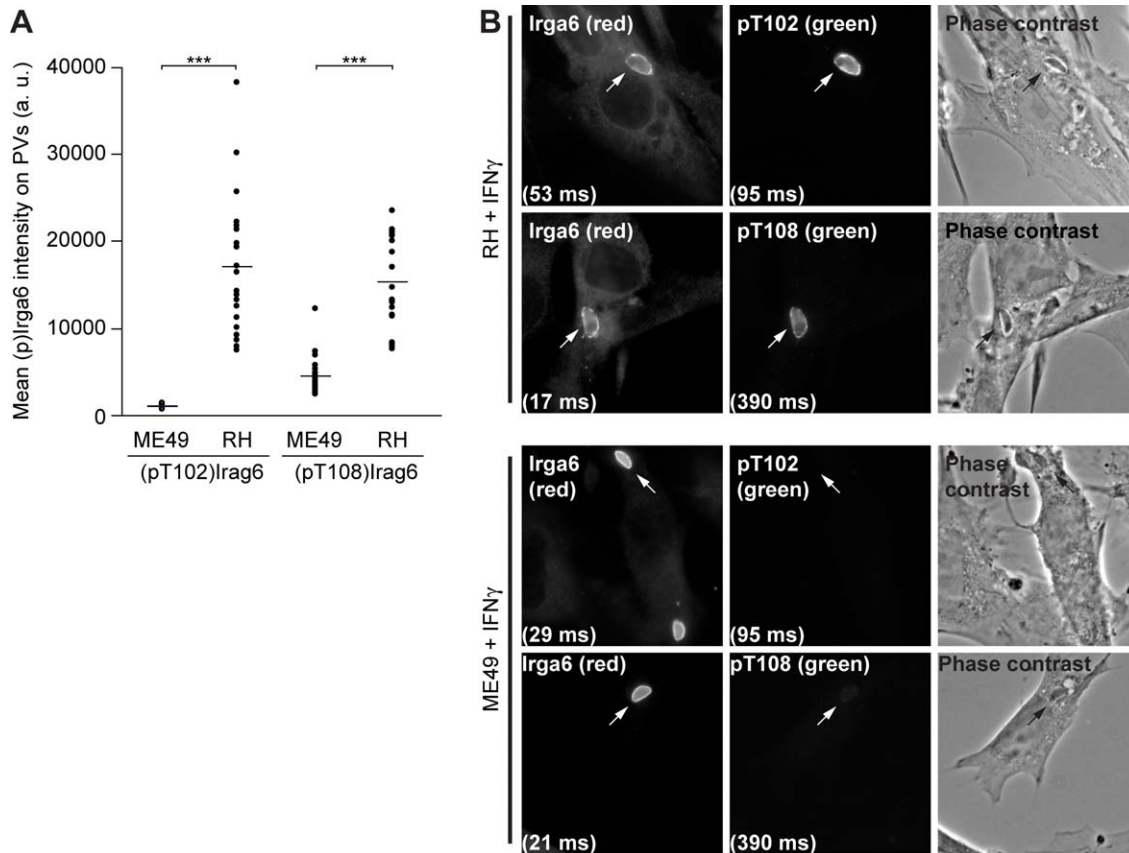 A
Mean (p)Irga6 intensity on PVs (a. u.)
40000
30000
20000
10000
0
***
***
ME49
RH
ME49
RH
(pT102)Irag6
(pT108)Irag6
B
RH + IFNγ
Irga6 (red)
(53 ms)
pT102 (green)
(95 ms)
Phase contrast
Irga6 (red)
(17 ms)
pT108 (green)
(390 ms)
Phase contrast
ME49 + IFNγ
Irga6
(red)
(29 ms)
pT102
(green)
(95 ms)
Phase
contrast
Irga6 (red)
(21 ms)
pT108 (green)
(390 ms)
Phase contrast